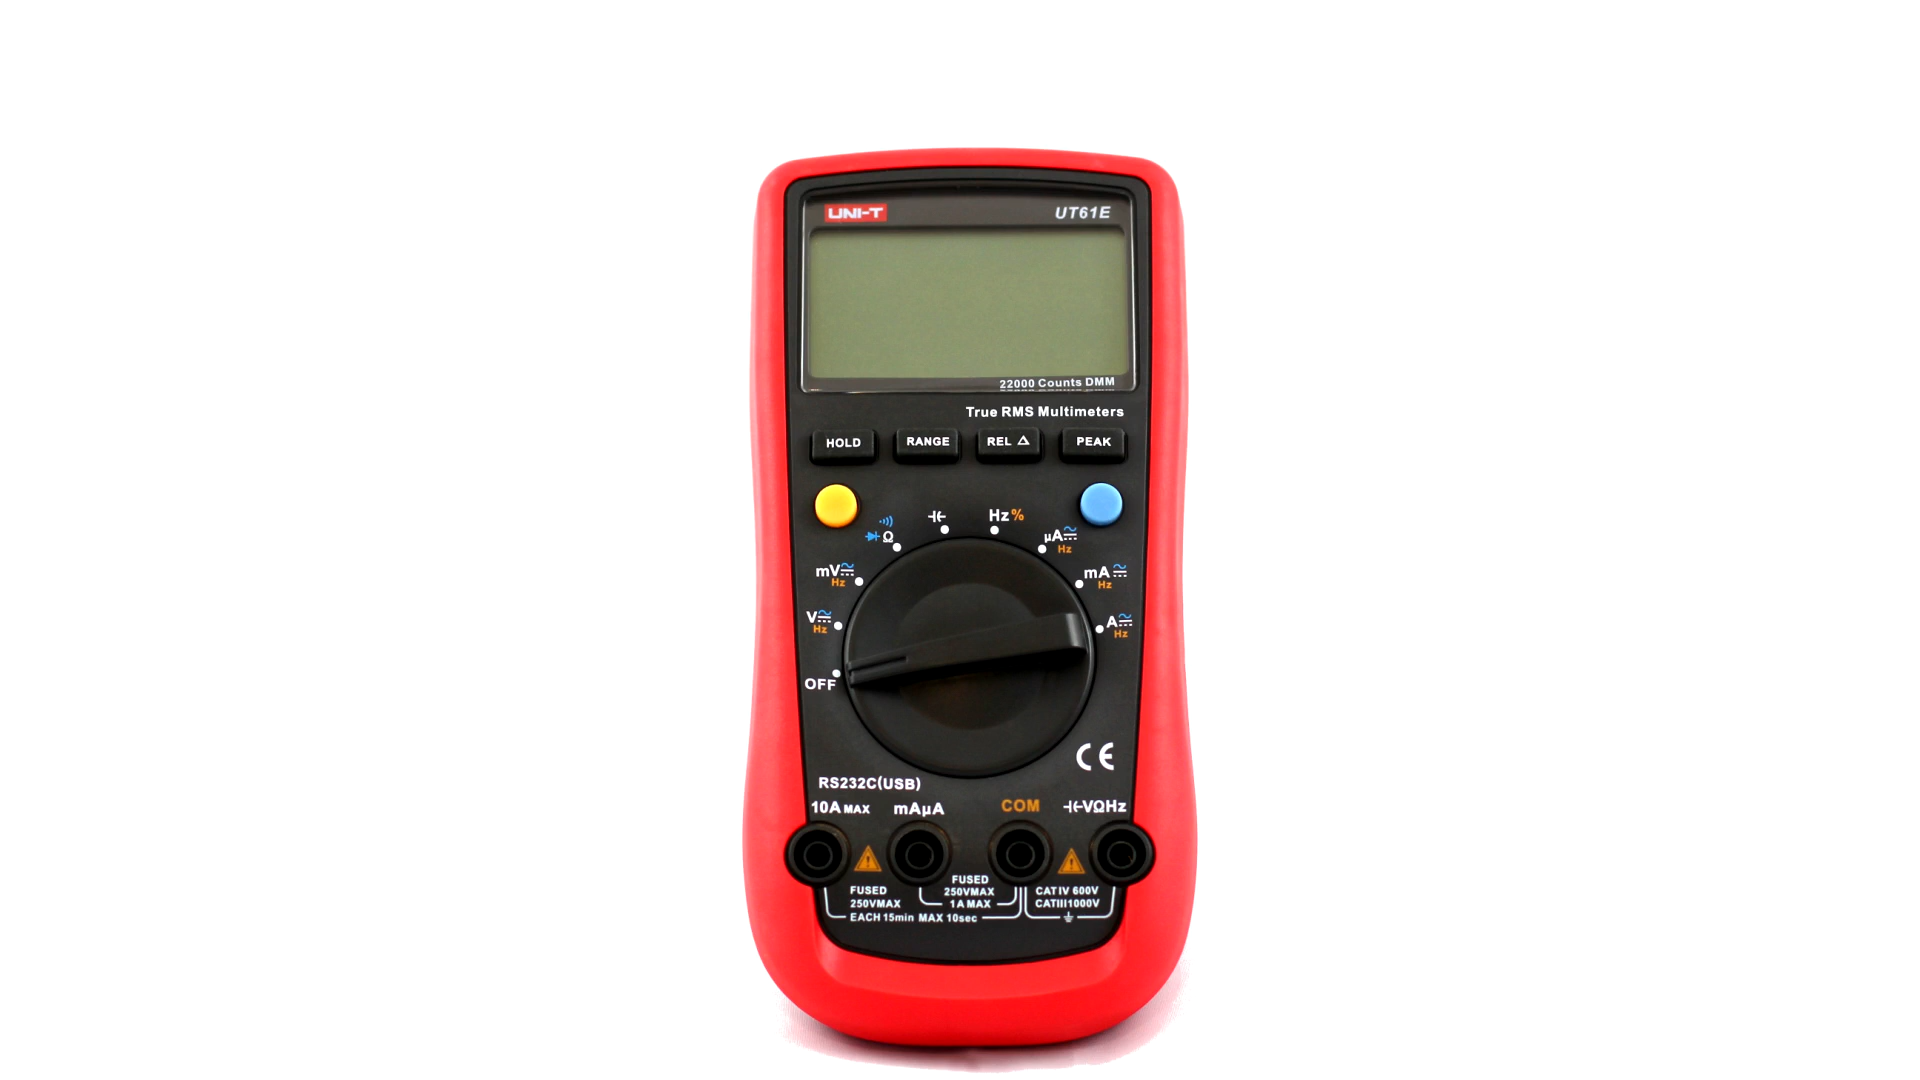 UNI-T UT61E
22000 Counts DMM
True RMS Multimeters
HOLD RANGE REL Δ PEAK
Hz%
Ω
µA Hz
mV Hz
mA Hz
V Hz
A Hz
OFF
CE
RS232C(USB)
10A MAX mAµA COM VΩHz
FUSED
250VMAX
1A MAX
FUSED
250VMAX
EACH 15min MAX 10sec
CAT IV 600V
CATIII1000V